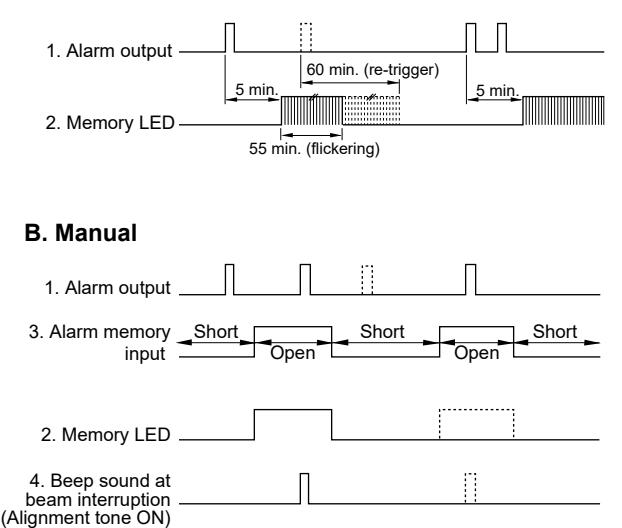 1. Alarm output
60 min. (re-trigger)
5 min.
5 min.
2. Memory LED
55 min. (flickering)
B. Manual
1. Alarm output
3. Alarm memory
input
Short
Open
Short
Open
Short
2. Memory LED
4. Beep sound at
beam interruption
(Alignment tone ON)